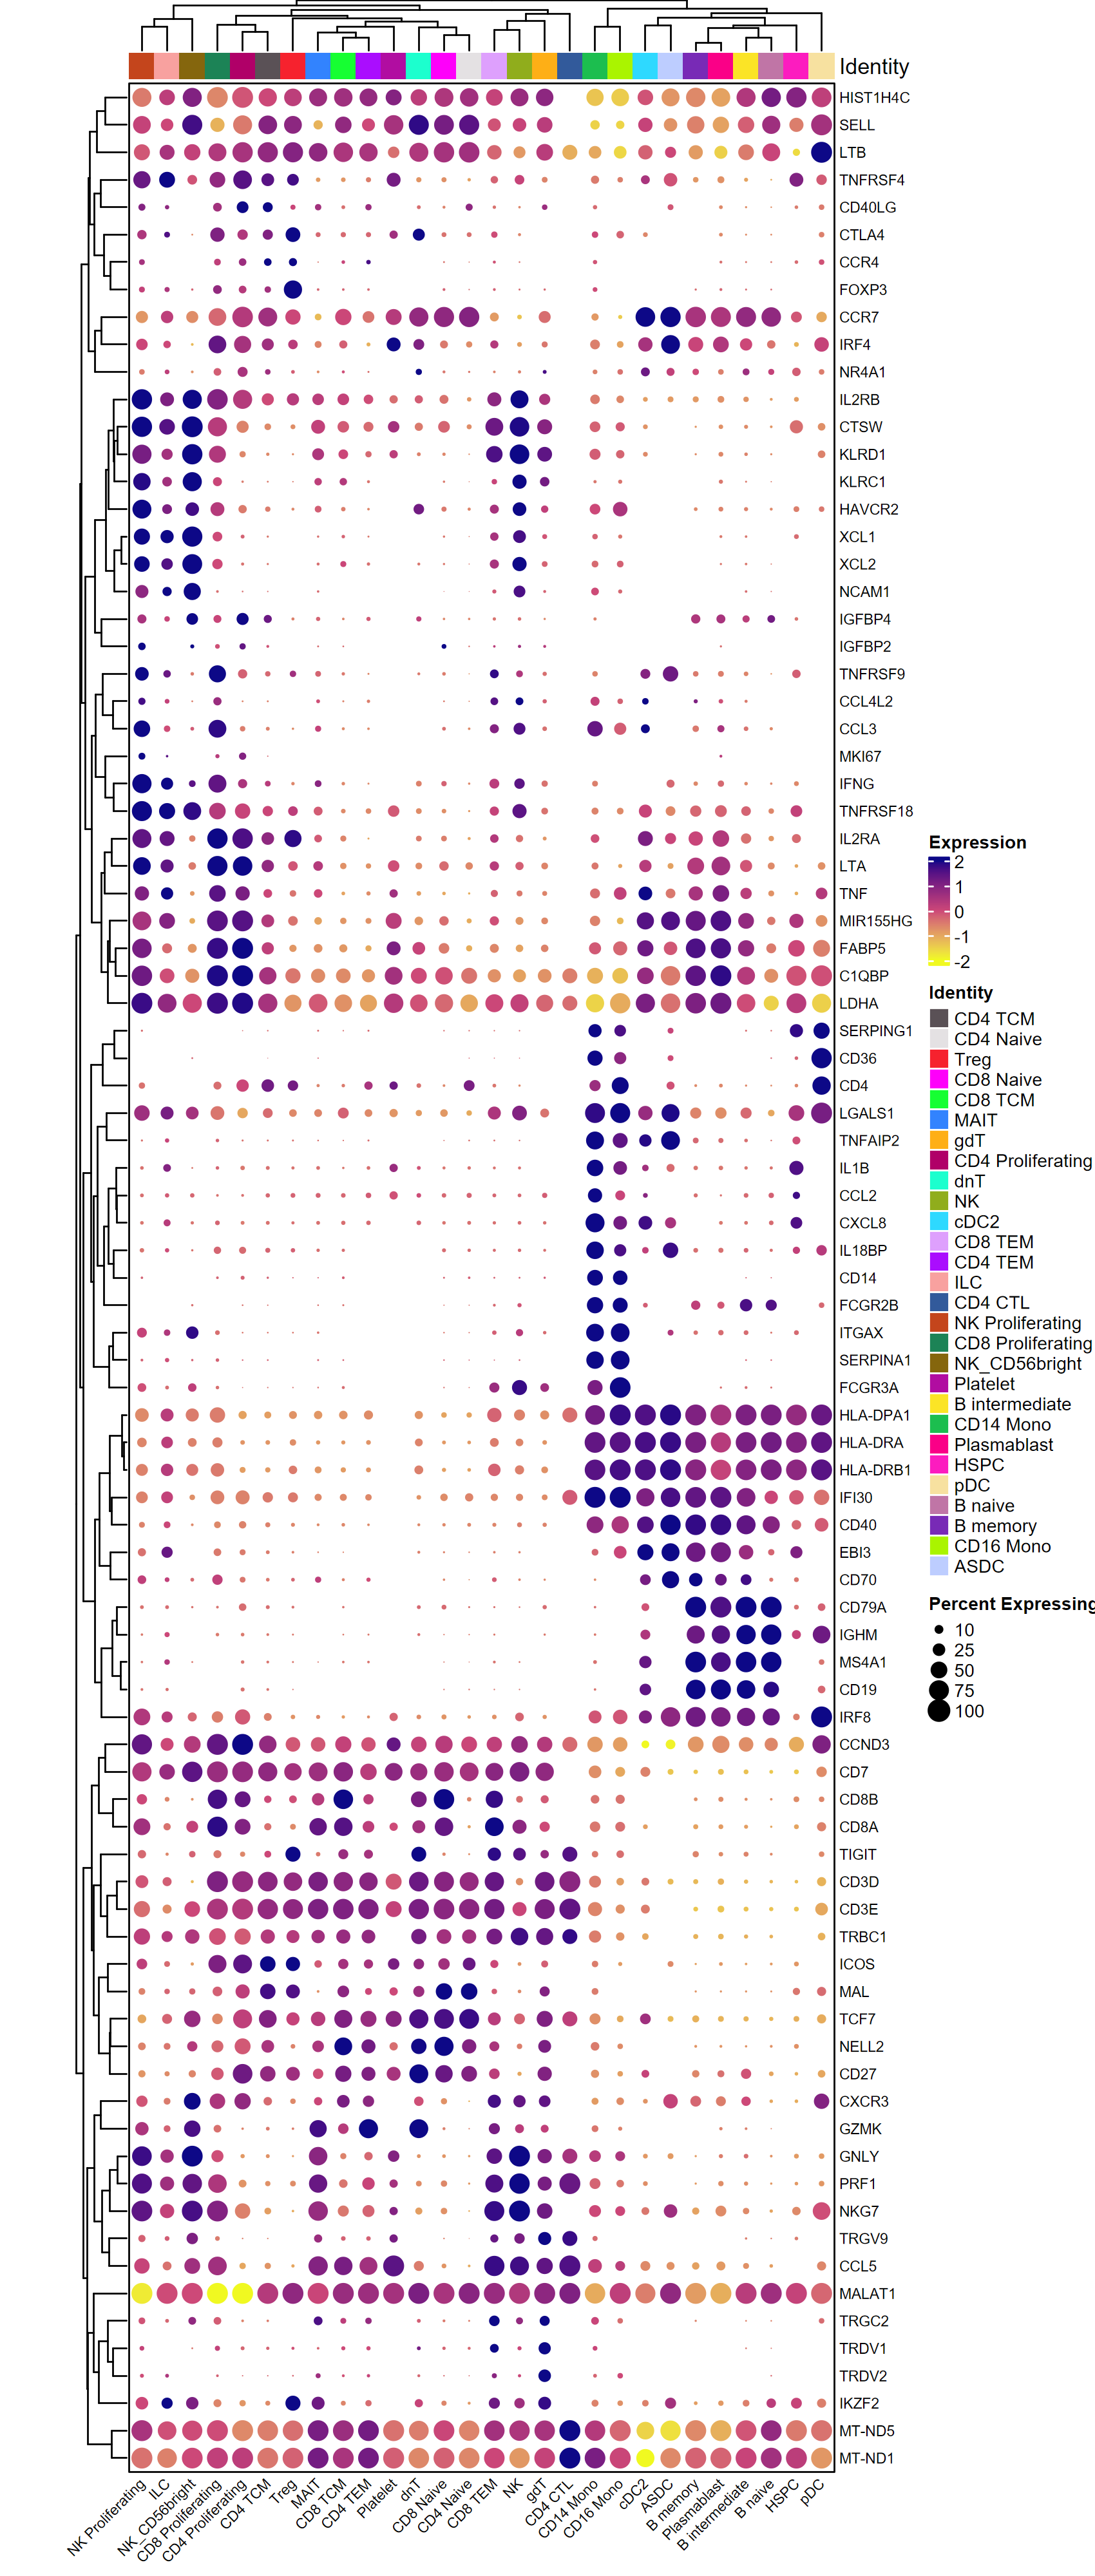 Identity
HIST1H4C
SELL
LTB
TNFRSF4
CD40LG
CTLA4
CCR4
FOXP3
CCR7
IRF4
NR4A1
IL2RB
CTSW
KLRD1
KLRC1
HAVCR2
XCL1
XCL2
NCAM1
IGFBP4
IGFBP2
TNFRSF9
CCL4L2
CCL3
MKI67
IFNG
TNFRSF18
IL2RA
LTA
TNF
MIR155HG
FABP5
C1QBP
LDHA
SERPING1
CD36
CD4
LGALS1
TNFAIP2
IL1B
CCL2
CXCL8
IL18BP
CD14
FCGR2B
ITGAX
SERPINA1
FCGR3A
HLA-DPA1
HLA-DRA
HLA-DRB1
IFI30
CD40
EBI3
CD70
CD79A
IGHM
MS4A1
CD19
IRF8
CCND3
CD7
CD8B
CD8A
TIGIT
CD3D
CD3E
TRBC1
ICOS
MAL
TCF7
NELL2
CD27
CXCR3
GZMK
GNLY
PRF1
NKG7
TRGV9
CCL5
MALAT1
TRGC2
TRDV1
TRDV2
IKZF2
MT-ND5
MT-ND1
NK Proliferating
ILC
NK_CD56bright
CD8 Proliferating
CD4 Proliferating
CD4 TCM
Treg
MAIT
CD8 TCM
CD4 TEM
Platelet
dnT
CD8 Naive
CD4 Naive
CD8 TEM
NK
gdT
CD4 CTL
CD14 Mono
CD16 Mono
cDC2
ASDC
B memory
Plasmablast
B intermediate
B naive
HSPC
pDC
Expression
2
1
0
-1
-2
Identity
CD4 TCM
CD4 Naive
Treg
CD8 Naive
CD8 TCM
MAIT
gdT
CD4 Proliferating
dnT
NK
cDC2
CD8 TEM
CD4 TEM
ILC
CD4 CTL
NK Proliferating
CD8 Proliferating
NK_CD56bright
Platelet
B intermediate
CD14 Mono
Plasmablast
HSPC
pDC
B naive
B memory
CD16 Mono
ASDC
Percent Expressing
10
25
50
75
100